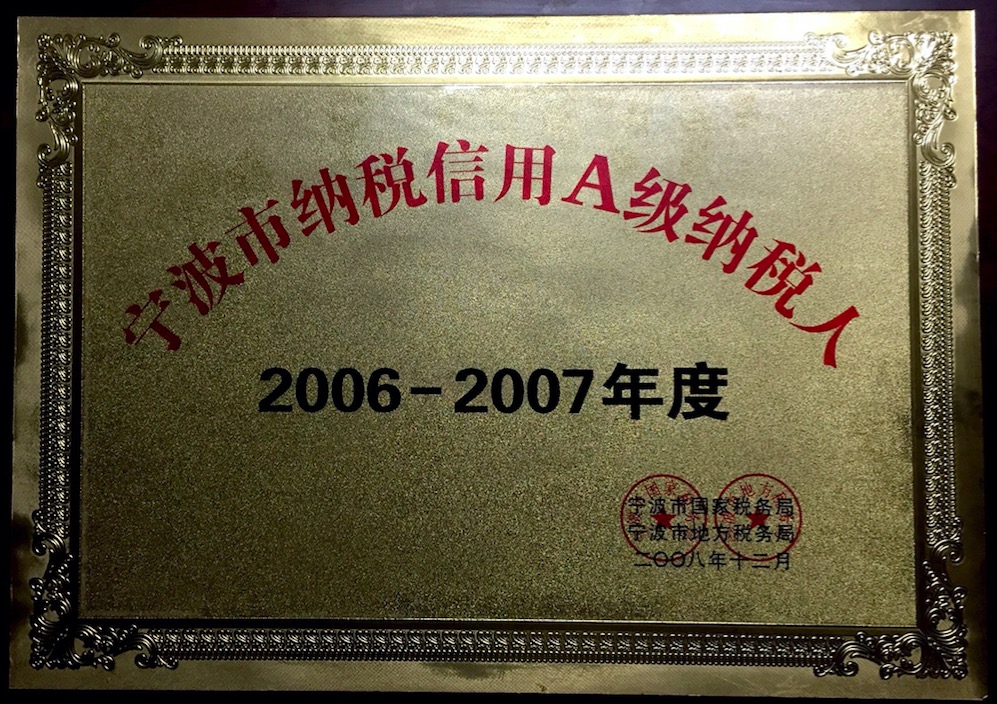 宁波市纳税信用A级纳税人
2006-2007年度
宁波市国家税务局
宁波市地方税务局
二〇〇八年十二月